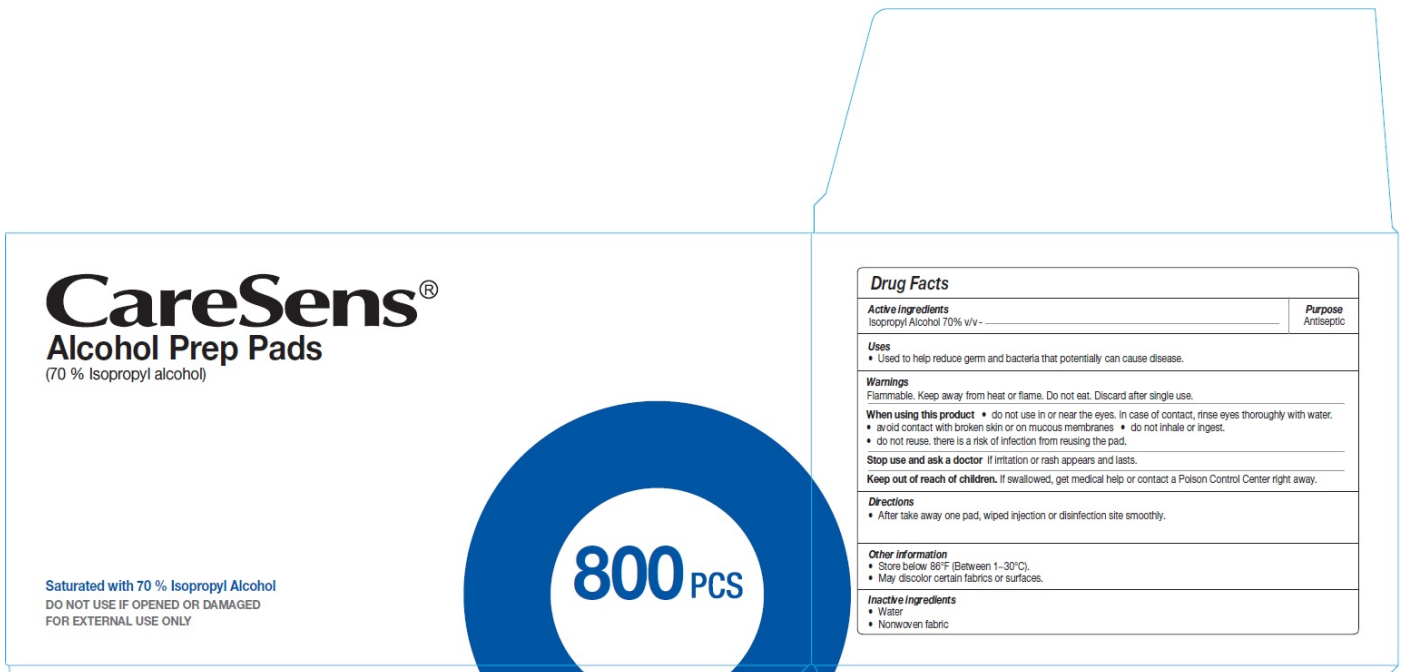 CareSens®
Alcohol Prep Pads
(70 % Isopropyl alcohol)
Saturated with 70 % Isopropyl Alcohol
DO NOT USE IF OPENED OR DAMAGED
FOR EXTERNAL USE ONLY
800 PCS
Drug Facts
Active ingredients
Isopropyl Alcohol 70% v/v -
Purpose
Antiseptic
Uses
• Used to help reduce germ and bacteria that potentially can cause disease.
Warnings
Flammable. Keep away from heat or flame. Do not eat. Discard after single use.
When using this product • do not use in or near the eyes. In case of contact, rinse eyes thoroughly with water.
• avoid contact with broken skin or on mucous membranes • do not inhale or ingest.
• do not reuse. there is a risk of infection from reusing the pad.
Stop use and ask a doctor if irritation or rash appears and lasts.
Keep out of reach of children. If swallowed, get medical help or contact a Poison Control Center right away.
Directions
• After take away one pad, wiped injection or disinfection site smoothly.
Other information
• Store below 86°F (Between 1~30°C).
• May discolor certain fabrics or surfaces.
Inactive ingredients
• Water
• Nonwoven fabric